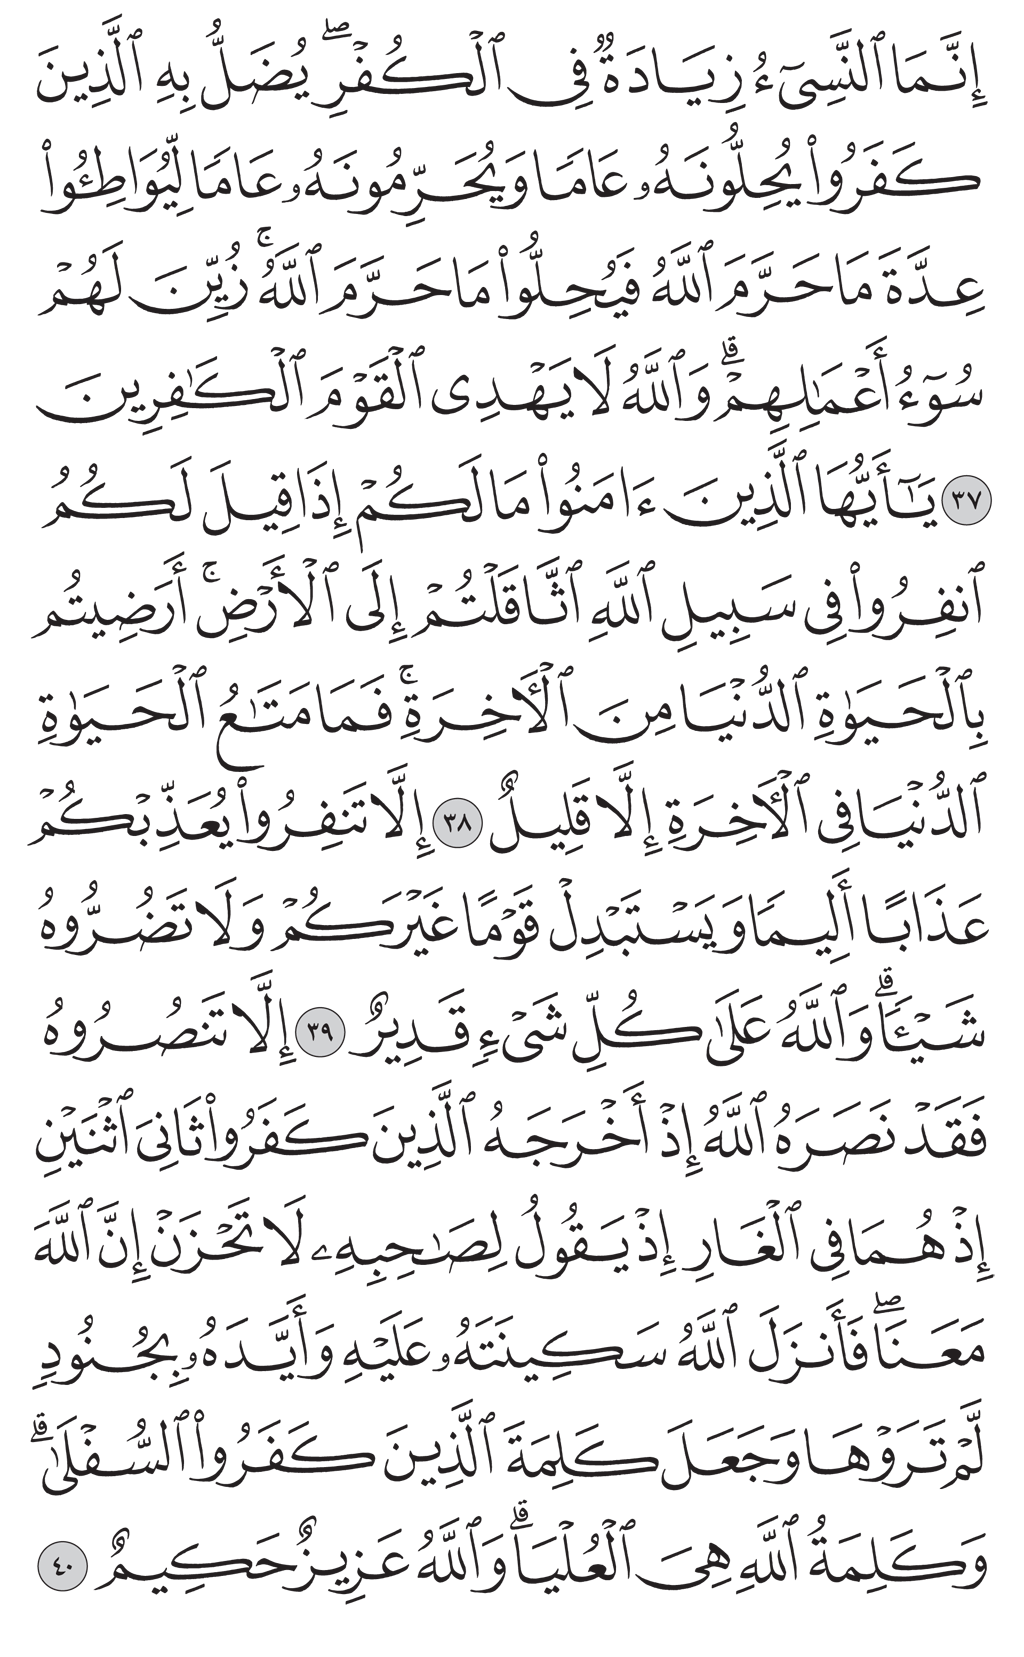 إِنَّمَا ٱلنَّسِىٓءُ زِيَادَةٌۭ فِى ٱلْكُفْرِ ۖ يُضَلُّ بِهِ ٱلَّذِينَ
كَفَرُوا۟ يُحِلُّونَهُۥ عَامًۭا وَيُحَرِّمُونَهُۥ عَامًۭا لِّيُوَاطِـُٔوا۟
عِدَّةَ مَا حَرَّمَ ٱللَّهُ فَيُحِلُّوا۟ مَا حَرَّمَ ٱللَّهُ ۚ زُيِّنَ لَهُمْ
سُوٓءُ أَعْمَـٰلِهِمْ ۗ وَٱللَّهُ لَا يَهْدِى ٱلْقَوْمَ ٱلْكَـٰفِرِينَ
٣٧ يَـٰٓأَيُّهَا ٱلَّذِينَ ءَامَنُوا۟ مَا لَكُمْ إِذَا قِيلَ لَكُمُ
ٱنفِرُوا۟ فِى سَبِيلِ ٱللَّهِ ٱثَّاقَلْتُمْ إِلَى ٱلْأَرْضِ ۚ أَرَضِيتُم
بِٱلْحَيَوٰةِ ٱلدُّنْيَا مِنَ ٱلْـَٔاخِرَةِ ۚ فَمَا مَتَـٰعُ ٱلْحَيَوٰةِ
ٱلدُّنْيَا فِى ٱلْـَٔاخِرَةِ إِلَّا قَلِيلٌ ٣٨ إِلَّا تَنفِرُوا۟ يُعَذِّبْكُمْ
عَذَابًا أَلِيمًۭا وَيَسْتَبْدِلْ قَوْمًا غَيْرَكُمْ وَلَا تَضُرُّوهُ
شَيْـًۭٔا ۗ وَٱللَّهُ عَلَىٰ كُلِّ شَىْءٍۢ قَدِيرٌ ٣٩ إِلَّا تَنصُرُوهُ
فَقَدْ نَصَرَهُ ٱللَّهُ إِذْ أَخْرَجَهُ ٱلَّذِينَ كَفَرُوا۟ ثَانِىَ ٱثْنَيْنِ
إِذْ هُمَا فِى ٱلْغَارِ إِذْ يَقُولُ لِصَـٰحِبِهِۦ لَا تَحْزَنْ إِنَّ ٱللَّهَ
مَعَنَا ۖ فَأَنزَلَ ٱللَّهُ سَكِينَتَهُۥ عَلَيْهِ وَأَيَّدَهُۥ بِجُنُودٍۢ
لَّمْ تَرَوْهَا وَجَعَلَ كَلِمَةَ ٱلَّذِينَ كَفَرُوا۟ ٱلسُّفْلَىٰ ۗ
وَكَلِمَةُ ٱللَّهِ هِىَ ٱلْعُلْيَا ۗ وَٱللَّهُ عَزِيزٌ حَكِيمٌ ٤٠